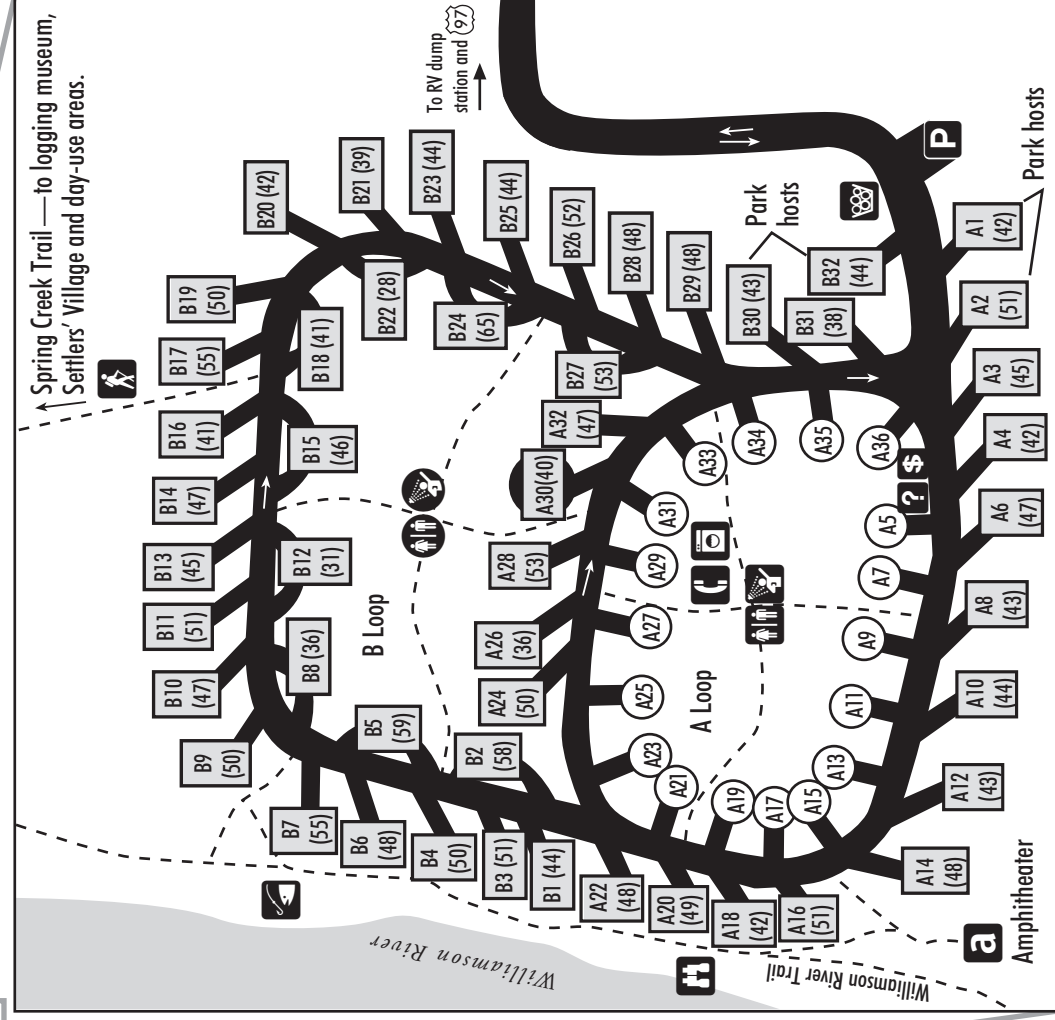 Spring Creek Trail — to logging museum,
Settlers' Village and day-use areas.
To RV dump
station and 97
B20 (42)
B21 (39)
B23 (44)
B25 (44)
B26 (52)
B28 (48)
B29 (48)
B30 (43)
B31
(38)
B32
(44)
Park
hosts
P
Park hosts
A1
(42)
A2
(51)
A3
(45)
A4
(42)
A6
(47)
A8
(43)
A10
(44)
A12
(43)
A14
(48)
A16
(51)
A18
(42)
A20
(49)
A22
(48)
B1 (44)
B3 (51)
B4
(50)
B6
(48)
B7
(55)
B9
(50)
B10
(47)
B11
(51)
B13
(45)
B14
(47)
B16
(41)
B17
(55)
B19
(50)
B22 (28)
B24
(65)
B27
(53)
B18 (41)
B15
(46)
B12
(31)
B8 (36)
B5
(59)
B2
(58)
B Loop
A32
(47)
A30(40)
A28
(53)
A26
(36)
A24
(50)
A33
A34
A35
A36
A31
A29
A27
A25
A23
A21
A19
A17
A15
A13
A11
A9
A7
A5
? $
A Loop
Williamson River
Williamson River Trail
a
Amphitheater